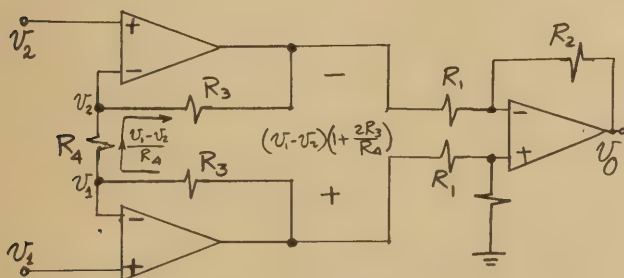 v₂
+
−
R₃
−
R₁
R₂
v₂
R₄
(v₁−v₂)/R₄
(v₁−v₂)(1+2R₃/R₄)
−
+
v₀
v₁
R₃
+
R₁
−
+
v₁